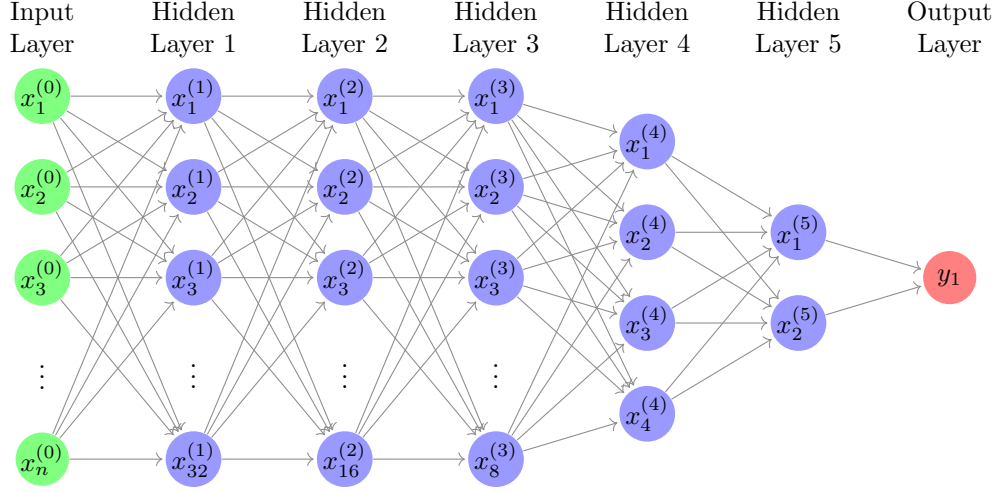 Input Layer
Hidden Layer 1
Hidden Layer 2
Hidden Layer 3
Hidden Layer 4
Hidden Layer 5
Output Layer
x_1^{(0)}
x_2^{(0)}
x_3^{(0)}
⋮
x_n^{(0)}
x_1^{(1)}
x_2^{(1)}
x_3^{(1)}
⋮
x_{32}^{(1)}
x_1^{(2)}
x_2^{(2)}
x_3^{(2)}
⋮
x_{16}^{(2)}
x_1^{(3)}
x_2^{(3)}
x_3^{(3)}
⋮
x_8^{(3)}
x_1^{(4)}
x_2^{(4)}
x_3^{(4)}
x_4^{(4)}
x_1^{(5)}
x_2^{(5)}
y_1